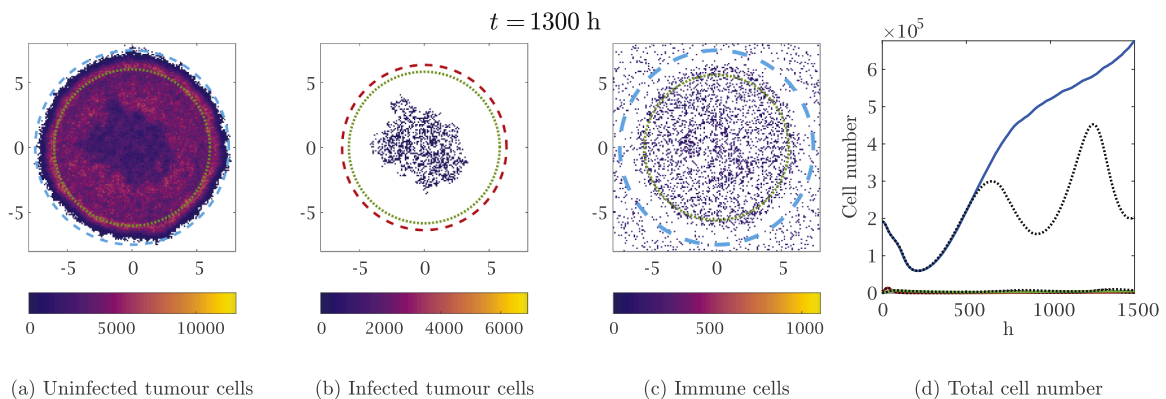 t = 1300 h
5
0
-5
-5 0 5
0 5000 10000
(a) Uninfected tumour cells
5
0
-5
-5 0 5
0 2000 4000 6000
(b) Infected tumour cells
5
0
-5
-5 0 5
0 500 1000
(c) Immune cells
×10⁵
Cell number
6
5
4
3
2
1
0
0 500 1000 1500
h
(d) Total cell number